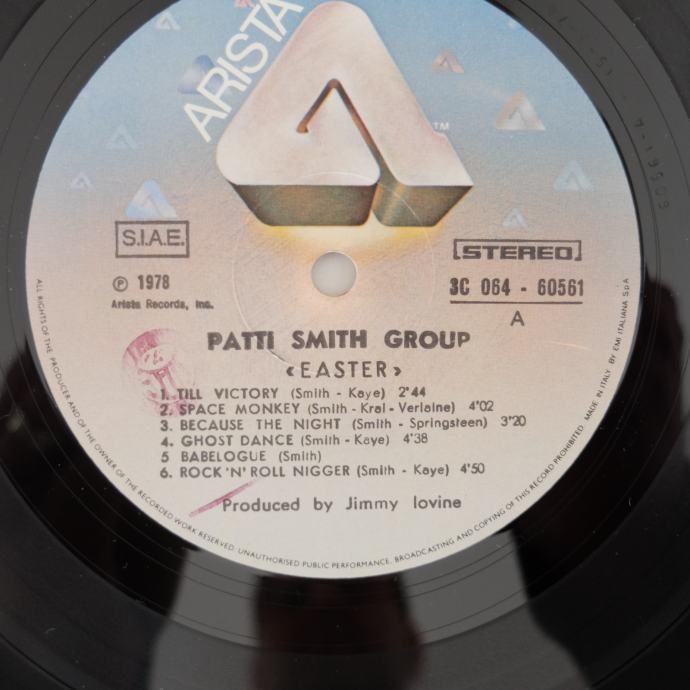 ARISTA
TM
S.I.A.E.
STEREO
℗ 1978
Arista Records, Inc.
3C 064 - 60561
A
PATTI SMITH GROUP
‹EASTER›
1. TILL VICTORY (Smith - Kaye) 2'44
2. SPACE MONKEY (Smith - Kral - Verlaine) 4'02
3. BECAUSE THE NIGHT (Smith - Springsteen) 3'20
4. GHOST DANCE (Smith - Kaye) 4'38
5 BABELOGUE (Smith)
6. ROCK'N'ROLL NIGGER (Smith - Kaye) 4'50
Produced by Jimmy Iovine
ALL RIGHTS OF THE PRODUCER AND OF THE OWNER OF THE RECORDED WORK RESERVED. UNAUTHORISED PUBLIC PERFORMANCE, BROADCASTING AND COPYING OF THIS RECORD PROHIBITED. MADE IN ITALY BY EMI ITALIANA S.p.A